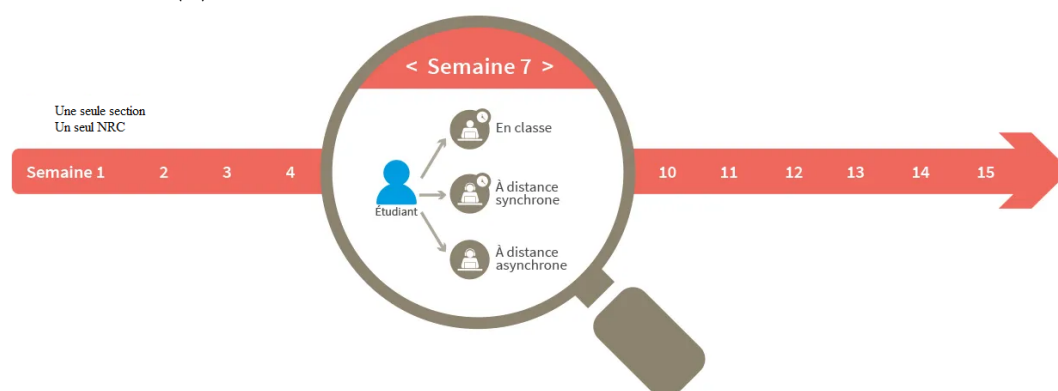 < Semaine 7 >
Une seule section
Un seul NRC
En classe
Semaine 1 2 3 4 10 11 12 13 14 15
À distance
synchrone
Étudiant
À distance
asynchrone